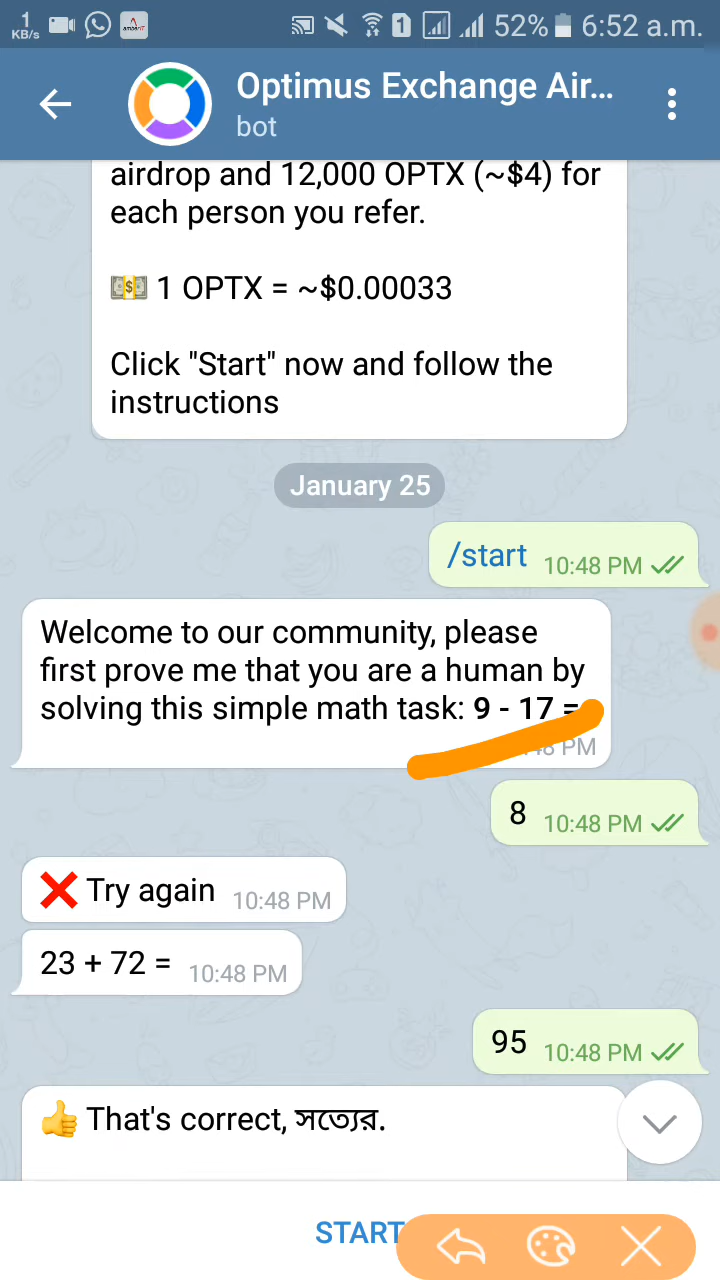 1
KB/s
amberIT
1
52%
6:52 a.m.
Optimus Exchange Air...
bot
airdrop and 12,000 OPTX (~$4) for
each person you refer.
💵 1 OPTX = ~$0.00033
Click "Start" now and follow the
instructions
January 25
/start 10:48 PM
Welcome to our community, please
first prove me that you are a human by
solving this simple math task: 9 - 17 =
PM
8 10:48 PM
❌ Try again 10:48 PM
23 + 72 = 10:48 PM
95 10:48 PM
👍 That's correct, সত্যের.
START